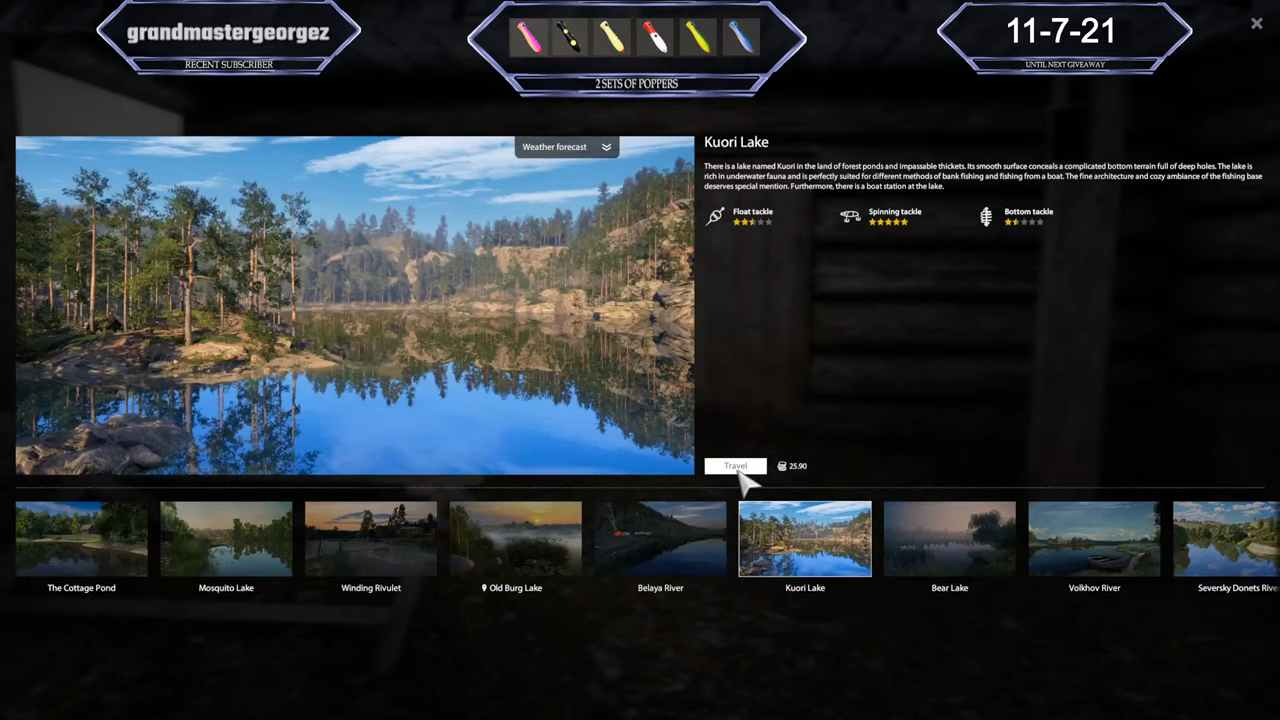 grandmastergeorgez
RECENT SUBSCRIBER
2 SETS OF POPPERS
11-7-21
UNTIL NEXT GIVEAWAY
Weather forecast
Kuori Lake
There is a lake named Kuori in the land of forest ponds and impassable thickets. Its smooth surface conceals a complicated bottom terrain full of deep holes. The lake is
rich in underwater fauna and is perfectly suited for different methods of bank fishing and fishing from a boat. The fine architecture and cozy ambiance of the fishing base
deserves special mention. Furthermore, there is a boat station at the lake.
Float tackle
Spinning tackle
Bottom tackle
Travel
25.90
The Cottage Pond
Mosquito Lake
Winding Rivulet
Old Burg Lake
Belaya River
Kuori Lake
Bear Lake
Volkhov River
Seversky Donets Rive